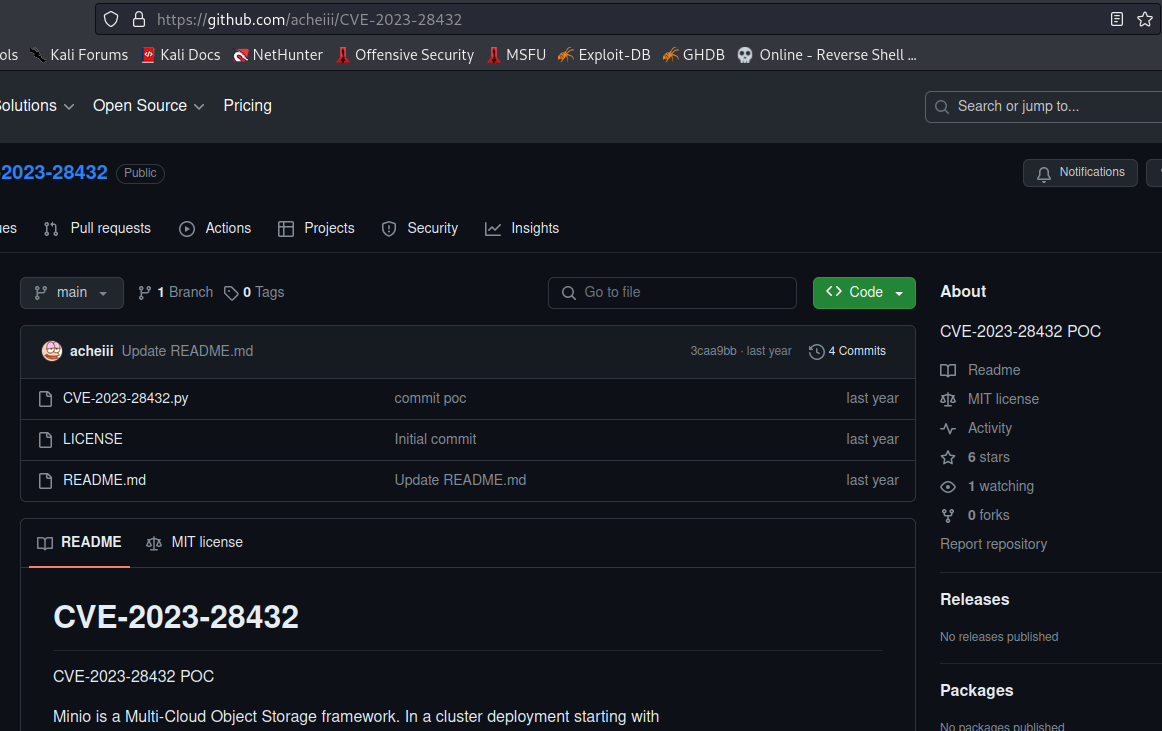 https://github.com/acheiii/CVE-2023-28432
ols Kali Forums Kali Docs NetHunter Offensive Security MSFU Exploit-DB GHDB Online - Reverse Shell ...
Solutions Open Source Pricing Search or jump to...
-2023-28432 Public Notifications
ues Pull requests Actions Projects Security Insights
main 1 Branch 0 Tags Go to file Code
acheiii Update README.md 3caa9bb · last year 4 Commits
CVE-2023-28432.py commit poc last year
LICENSE Initial commit last year
README.md Update README.md last year
README MIT license
CVE-2023-28432
CVE-2023-28432 POC
Minio is a Multi-Cloud Object Storage framework. In a cluster deployment starting with
About
CVE-2023-28432 POC
Readme
MIT license
Activity
6 stars
1 watching
0 forks
Report repository
Releases
No releases published
Packages
No packages published